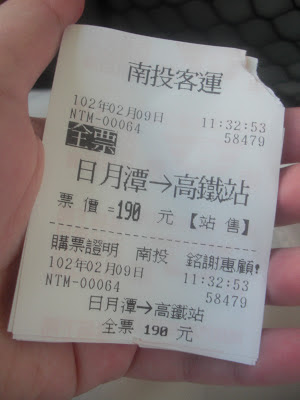 南投客運
102年02月09日 11:32:53
NTM-00064 58479
全票
日月潭→高鐵站
票 價 =190 元【站 售】
購票證明 南投 銘謝惠顧!
102年02月09日 11:32:53
NTM-00064 58479
日月潭→高鐵站
全票 190 元